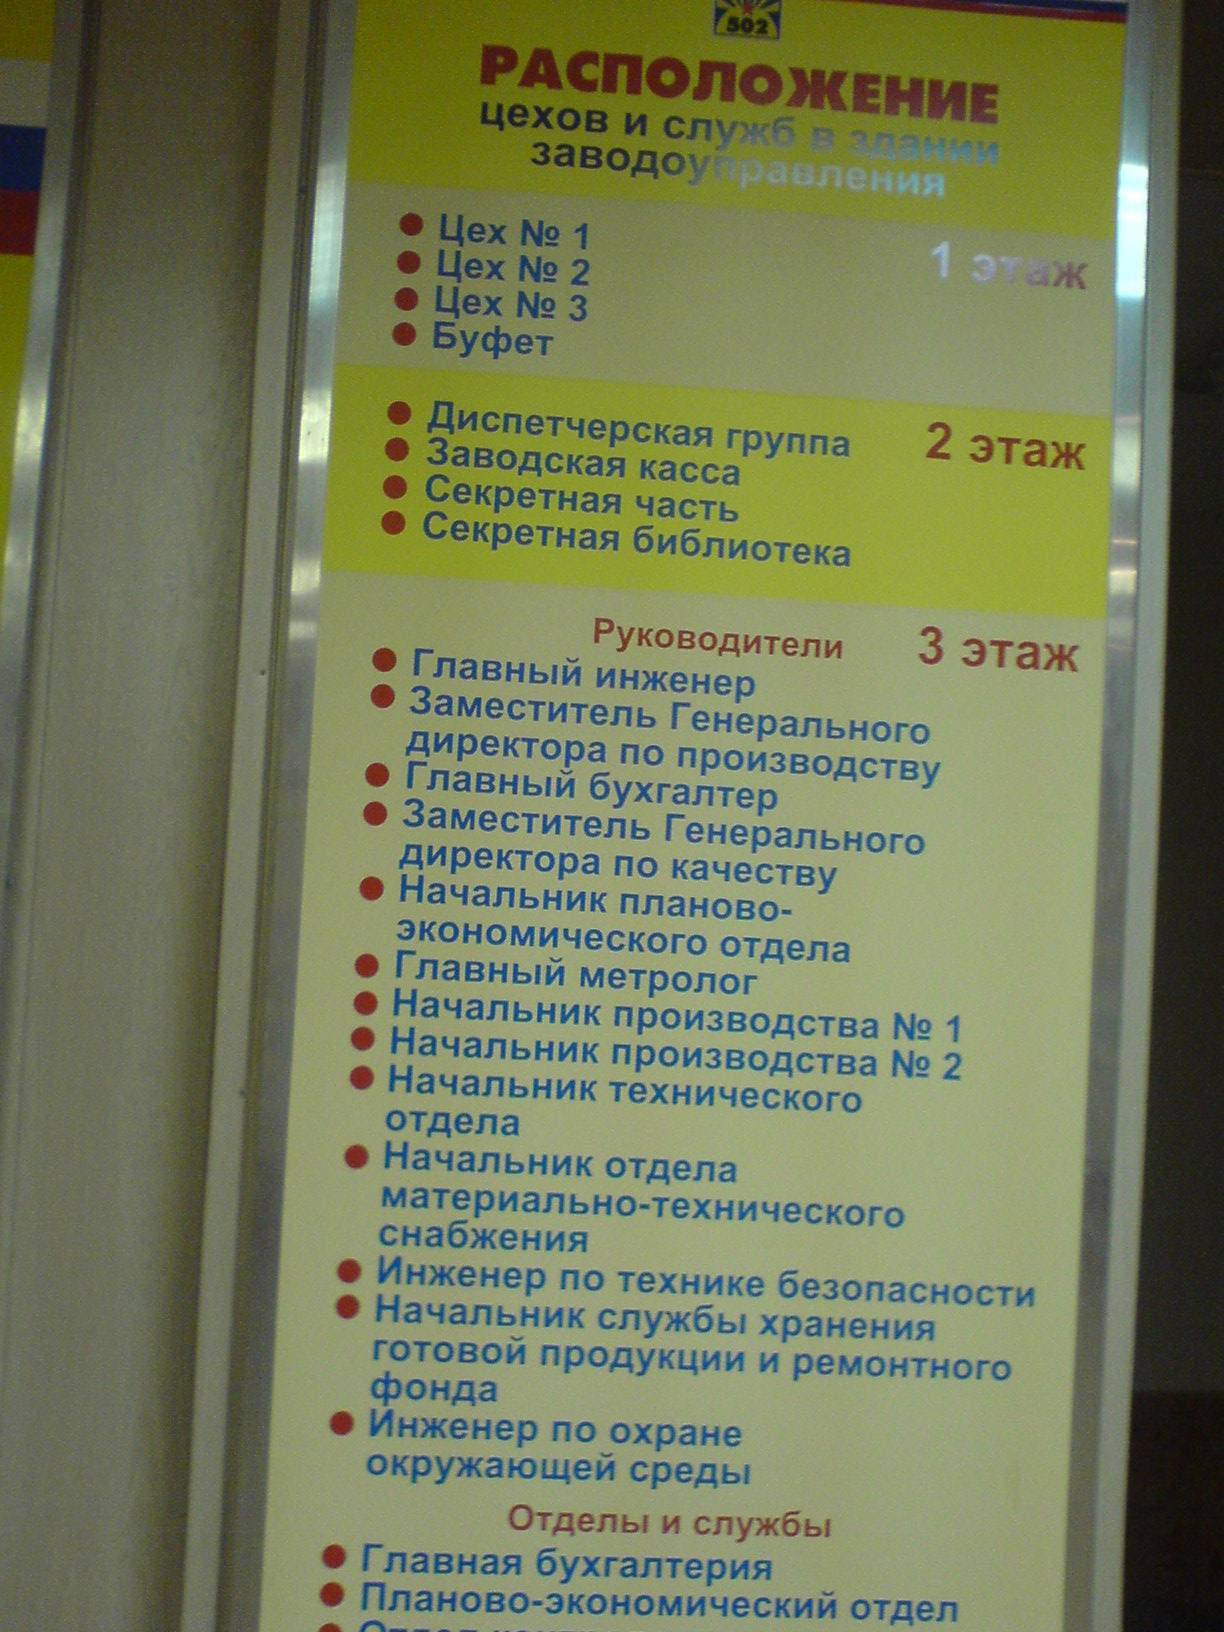 502
РАСПОЛОЖЕНИЕ
цехов и служб в здании
заводоуправления
Цех № 1
1 этаж
Цех № 2
Цех № 3
Буфет
Диспетчерская группа
2 этаж
Заводская касса
Секретная часть
Секретная библиотека
Руководители
3 этаж
Главный инженер
Заместитель Генерального
директора по производству
Главный бухгалтер
Заместитель Генерального
директора по качеству
Начальник планово-
экономического отдела
Главный метролог
Начальник производства № 1
Начальник производства № 2
Начальник технического
отдела
Начальник отдела
материально-технического
снабжения
Инженер по технике безопасности
Начальник службы хранения
готовой продукции и ремонтного
фонда
Инженер по охране
окружающей среды
Отделы и службы
Главная бухгалтерия
Планово-экономический отдел
Отдел